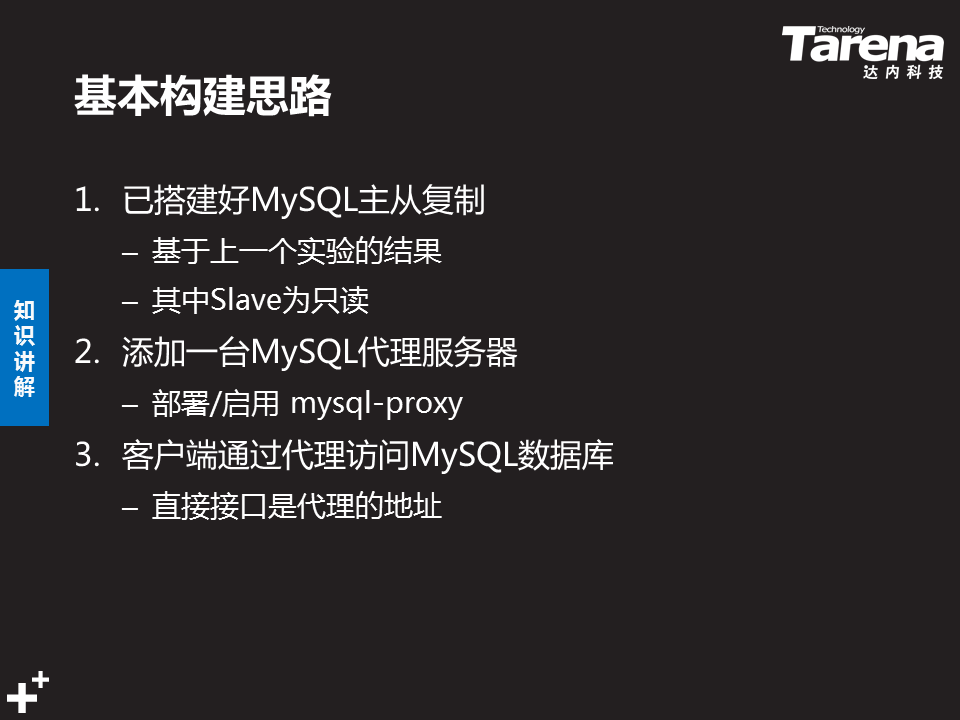 Technology
Tarena
达内科技
基本构建思路
1. 已搭建好MySQL主从复制
– 基于上一个实验的结果
– 其中Slave为只读
2. 添加一台MySQL代理服务器
– 部署/启用 mysql-proxy
3. 客户端通过代理访问MySQL数据库
– 直接接口是代理的地址
知识讲解